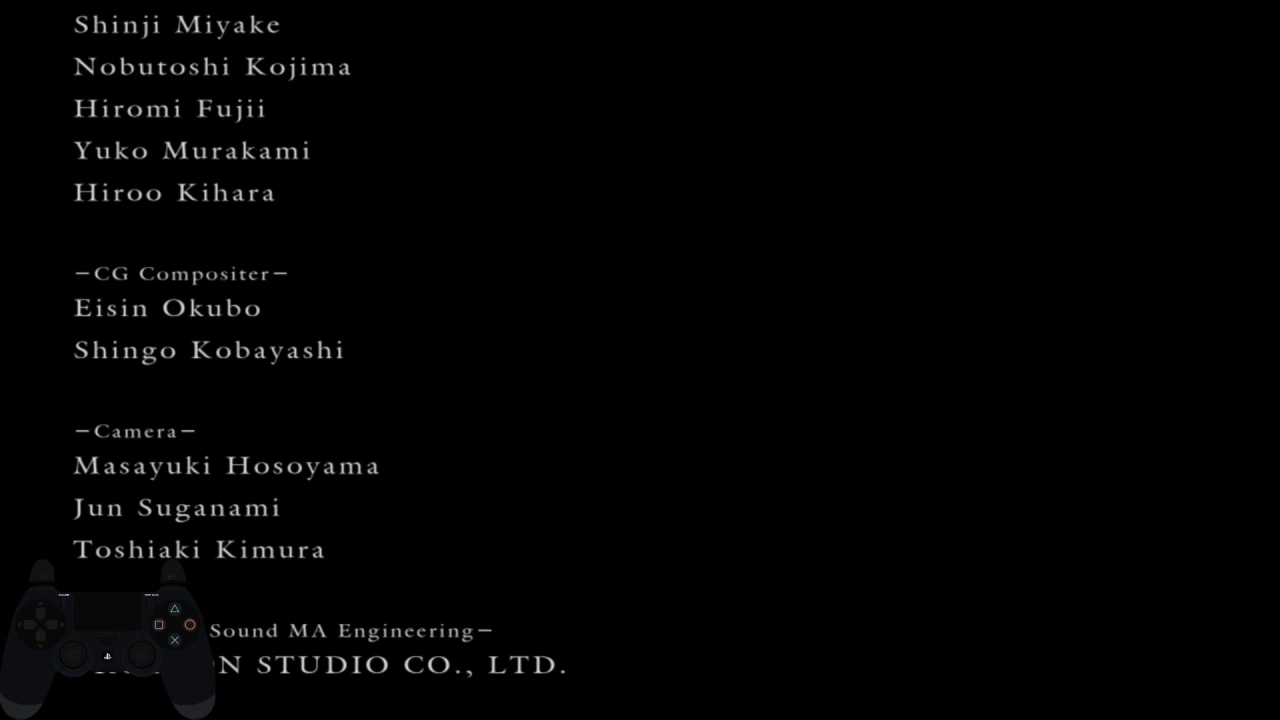 Shinji Miyake
Nobutoshi Kojima
Hiromi Fujii
Yuko Murakami
Hiroo Kihara
—CG Compositer—
Eisin Okubo
Shingo Kobayashi
—Camera—
Masayuki Hosoyama
Jun Suganami
Toshiaki Kimura
Sound MA Engineering—
STUDIO CO., LTD.